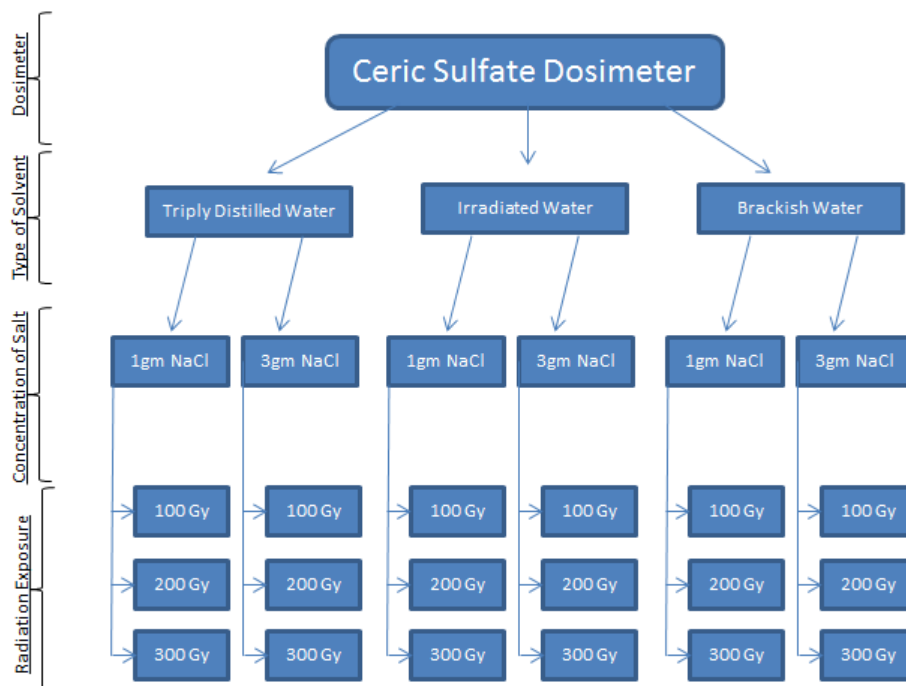 Dosimeter
Ceric Sulfate Dosimeter
Type of Solvent
Triply Distilled Water
Irradiated Water
Brackish Water
Concentration of Salt
1gm NaCl
3gm NaCl
1gm NaCl
3gm NaCl
1gm NaCl
3gm NaCl
Radiation Exposure
100 Gy
100 Gy
100 Gy
100 Gy
100 Gy
100 Gy
200 Gy
200 Gy
200 Gy
200 Gy
200 Gy
200 Gy
300 Gy
300 Gy
300 Gy
300 Gy
300 Gy
300 Gy